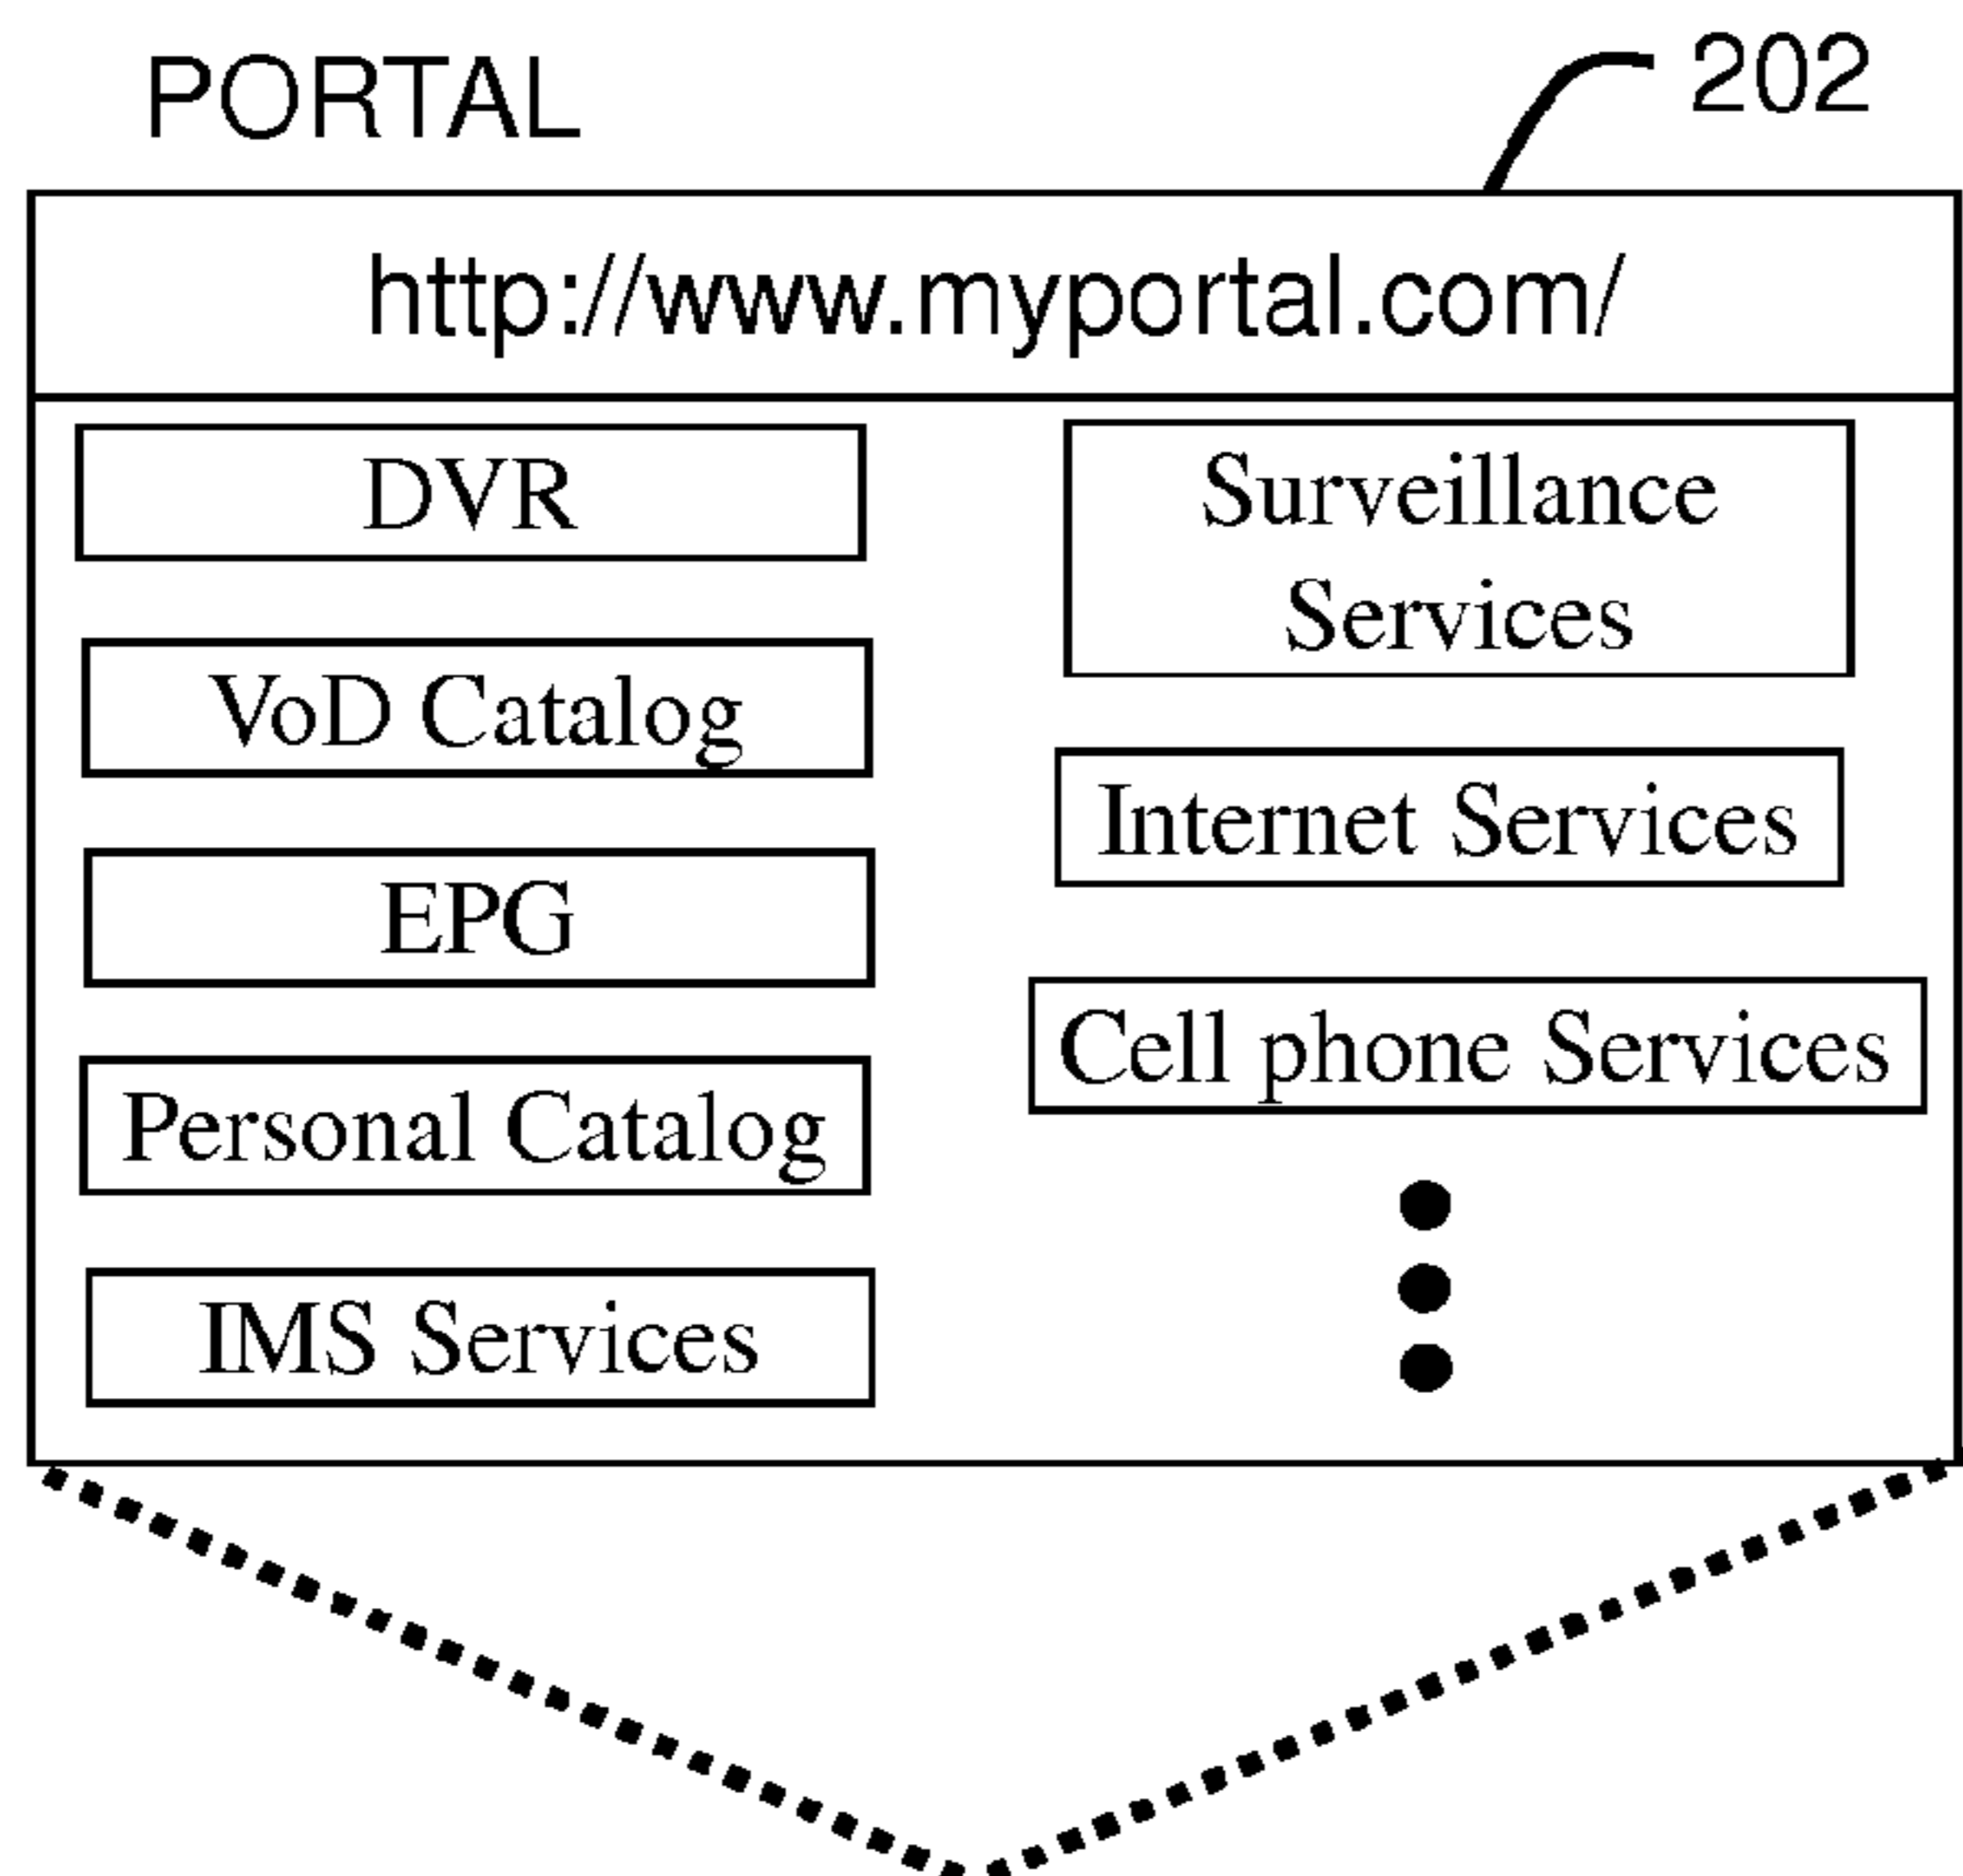 PORTAL
202
http://www.myportal.com/
DVR
VoD Catalog
EPG
Personal Catalog
IMS Services
Surveillance
Services
Internet Services
Cell phone Services